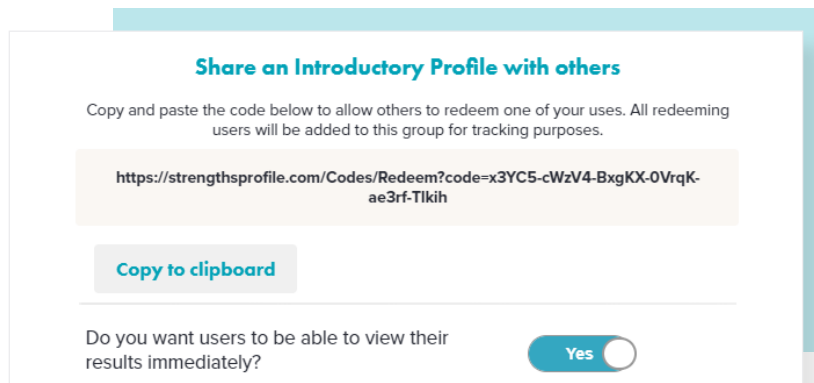 Share an Introductory Profile with others
Copy and paste the code below to allow others to redeem one of your uses. All redeeming
users will be added to this group for tracking purposes.
https://strengthsprofile.com/Codes/Redeem?code=x3YC5-cWzV4-BxgKX-0VrqK-
ae3rf-Tlkih
Copy to clipboard
Do you want users to be able to view their
results immediately?
Yes